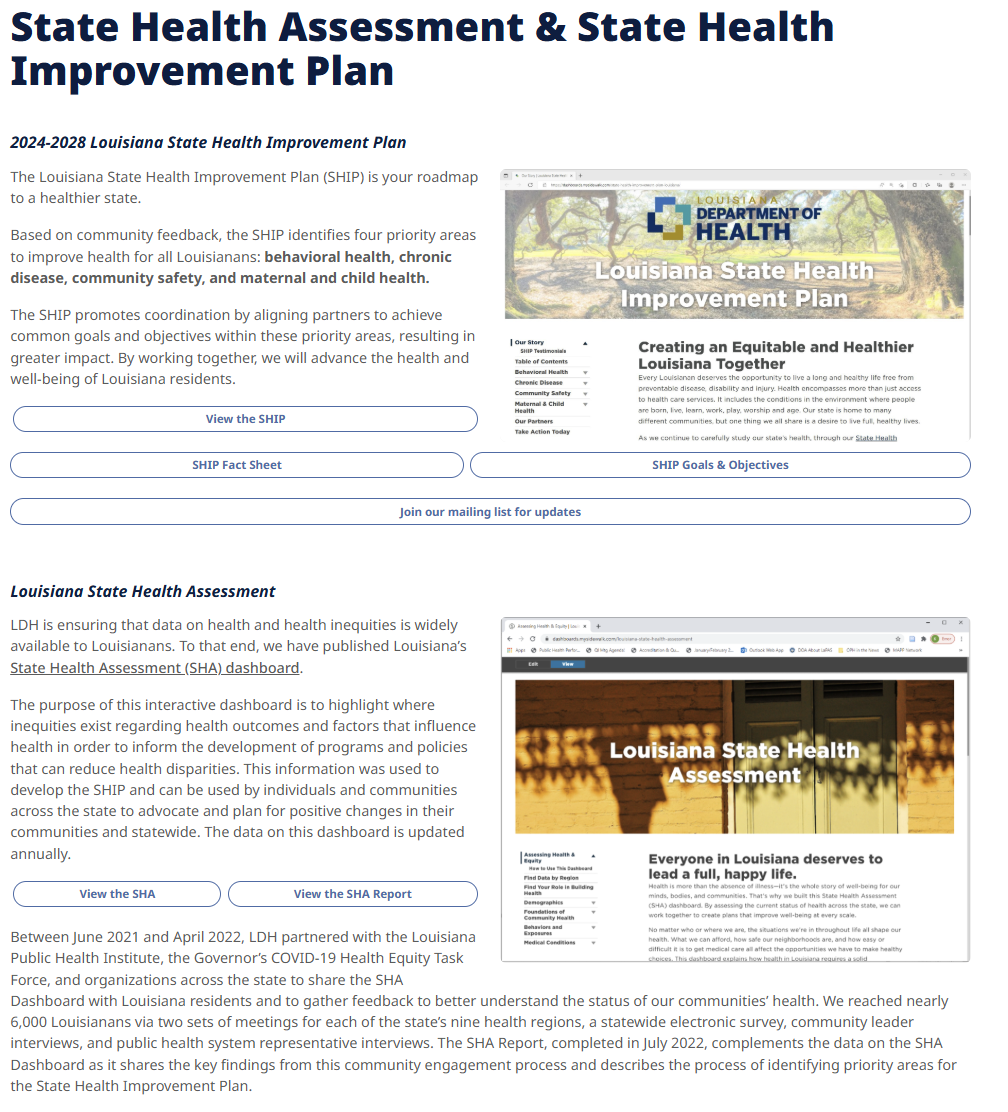 State Health Assessment & State Health
Improvement Plan
2024-2028 Louisiana State Health Improvement Plan
The Louisiana State Health Improvement Plan (SHIP) is your roadmap
to a healthier state.
Based on community feedback, the SHIP identifies four priority areas
to improve health for all Louisianans: behavioral health, chronic
disease, community safety, and maternal and child health.
The SHIP promotes coordination by aligning partners to achieve
common goals and objectives within these priority areas, resulting in
greater impact. By working together, we will advance the health and
well-being of Louisiana residents.
View the SHIP
LOUISIANA
DEPARTMENT OF
HEALTH
Louisiana State Health
Improvement Plan
Our Story
SHIP Testimonials
Table of Contents
Behavioral Health
Chronic Disease
Community Safety
Maternal & Child
Health
Our Partners
Take Action Today
Creating an Equitable and Healthier
Louisiana Together
Every Louisianan deserves the opportunity to live a long and healthy life free from
preventable disease, disability and injury. Health encompasses more than just access
to health care services. It includes the conditions in the environment where people
are born, live, learn, work, play, worship and age. Our state is home to many
different communities, but one thing we all share is a desire to live full, healthy lives.
As we continue to carefully study our state's health, through our State Health
SHIP Fact Sheet
SHIP Goals & Objectives
Join our mailing list for updates
Louisiana State Health Assessment
LDH is ensuring that data on health and health inequities is widely
available to Louisianans. To that end, we have published Louisiana’s
State Health Assessment (SHA) dashboard.
The purpose of this interactive dashboard is to highlight where
inequities exist regarding health outcomes and factors that influence
health in order to inform the development of programs and policies
that can reduce health disparities. This information was used to
develop the SHIP and can be used by individuals and communities
across the state to advocate and plan for positive changes in their
communities and statewide. The data on this dashboard is updated
annually.
View the SHA
View the SHA Report
dashboards.mysidewalk.com/louisiana-state-health-assessment
Apps
Outlook Web App
DOA About LaPAS
OPH in the News
MAPP Network
Exit
View
Louisiana State Health
Assessment
Assessing Health &
Equity
How to Use This Dashboard
Find Data by Region
Find Your Role in Building
Health
Demographics
Foundations of
Community Health
Behaviors and
Exposures
Medical Conditions
Everyone in Louisiana deserves to
lead a full, happy life.
Health is more than the absence of illness—it's the whole story of well-being for our
minds, bodies, and communities. That's why we built this State Health Assessment
(SHA) dashboard. By assessing the current status of health across the state, we can
work together to create plans that improve well-being at every scale.
No matter who or where we are, the situations we're in throughout life all shape our
health. What we can afford, how safe our neighborhoods are, and how easy or
difficult it is to get medical care all affect the opportunities we have to make healthy
choices. This dashboard explains how health in Louisiana requires a solid
Between June 2021 and April 2022, LDH partnered with the Louisiana
Public Health Institute, the Governor’s COVID-19 Health Equity Task
Force, and organizations across the state to share the SHA
Dashboard with Louisiana residents and to gather feedback to better understand the status of our communities’ health. We reached nearly
6,000 Louisianans via two sets of meetings for each of the state’s nine health regions, a statewide electronic survey, community leader
interviews, and public health system representative interviews. The SHA Report, completed in July 2022, complements the data on the SHA
Dashboard as it shares the key findings from this community engagement process and describes the process of identifying priority areas for
the State Health Improvement Plan.